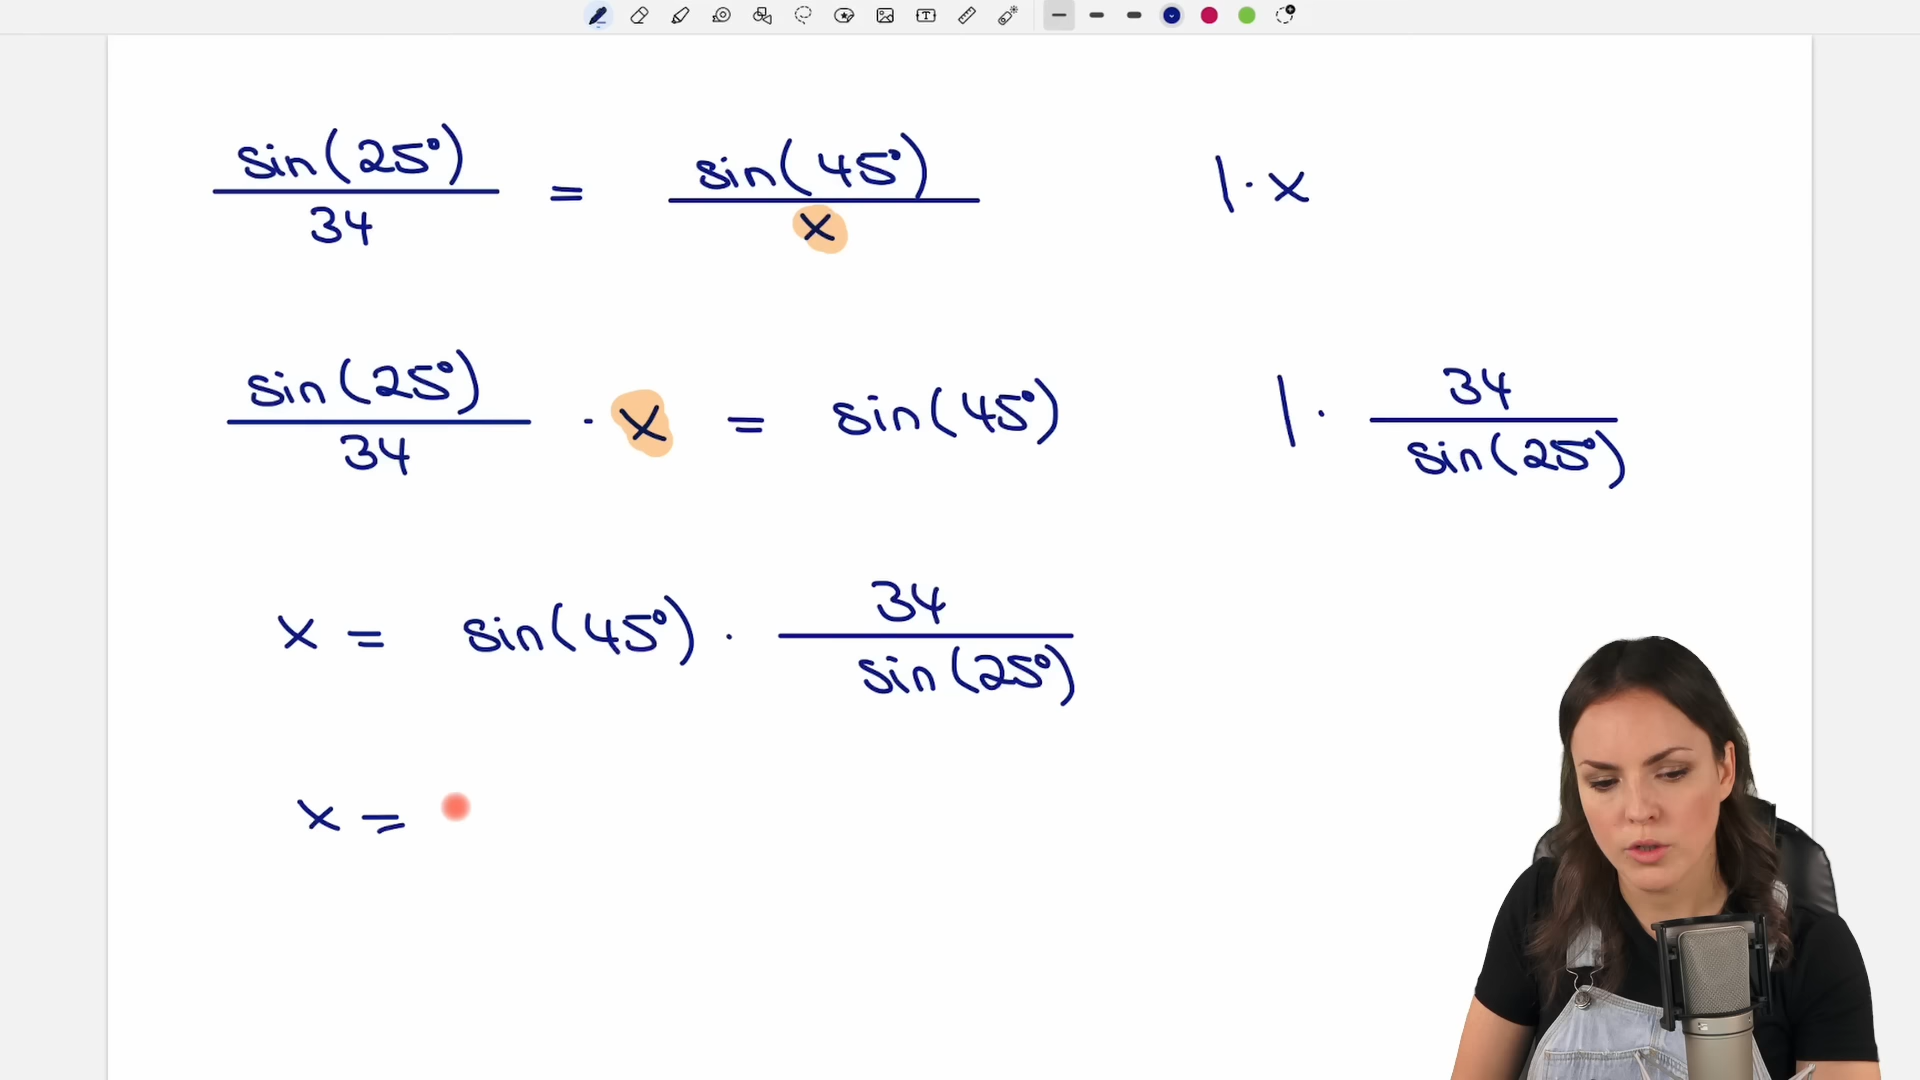 sin(25°)/34 = sin(45°)/x | · x
sin(25°)/34 · x = sin(45°) | · 34/sin(25°)
x = sin(45°) · 34/sin(25°)
x =